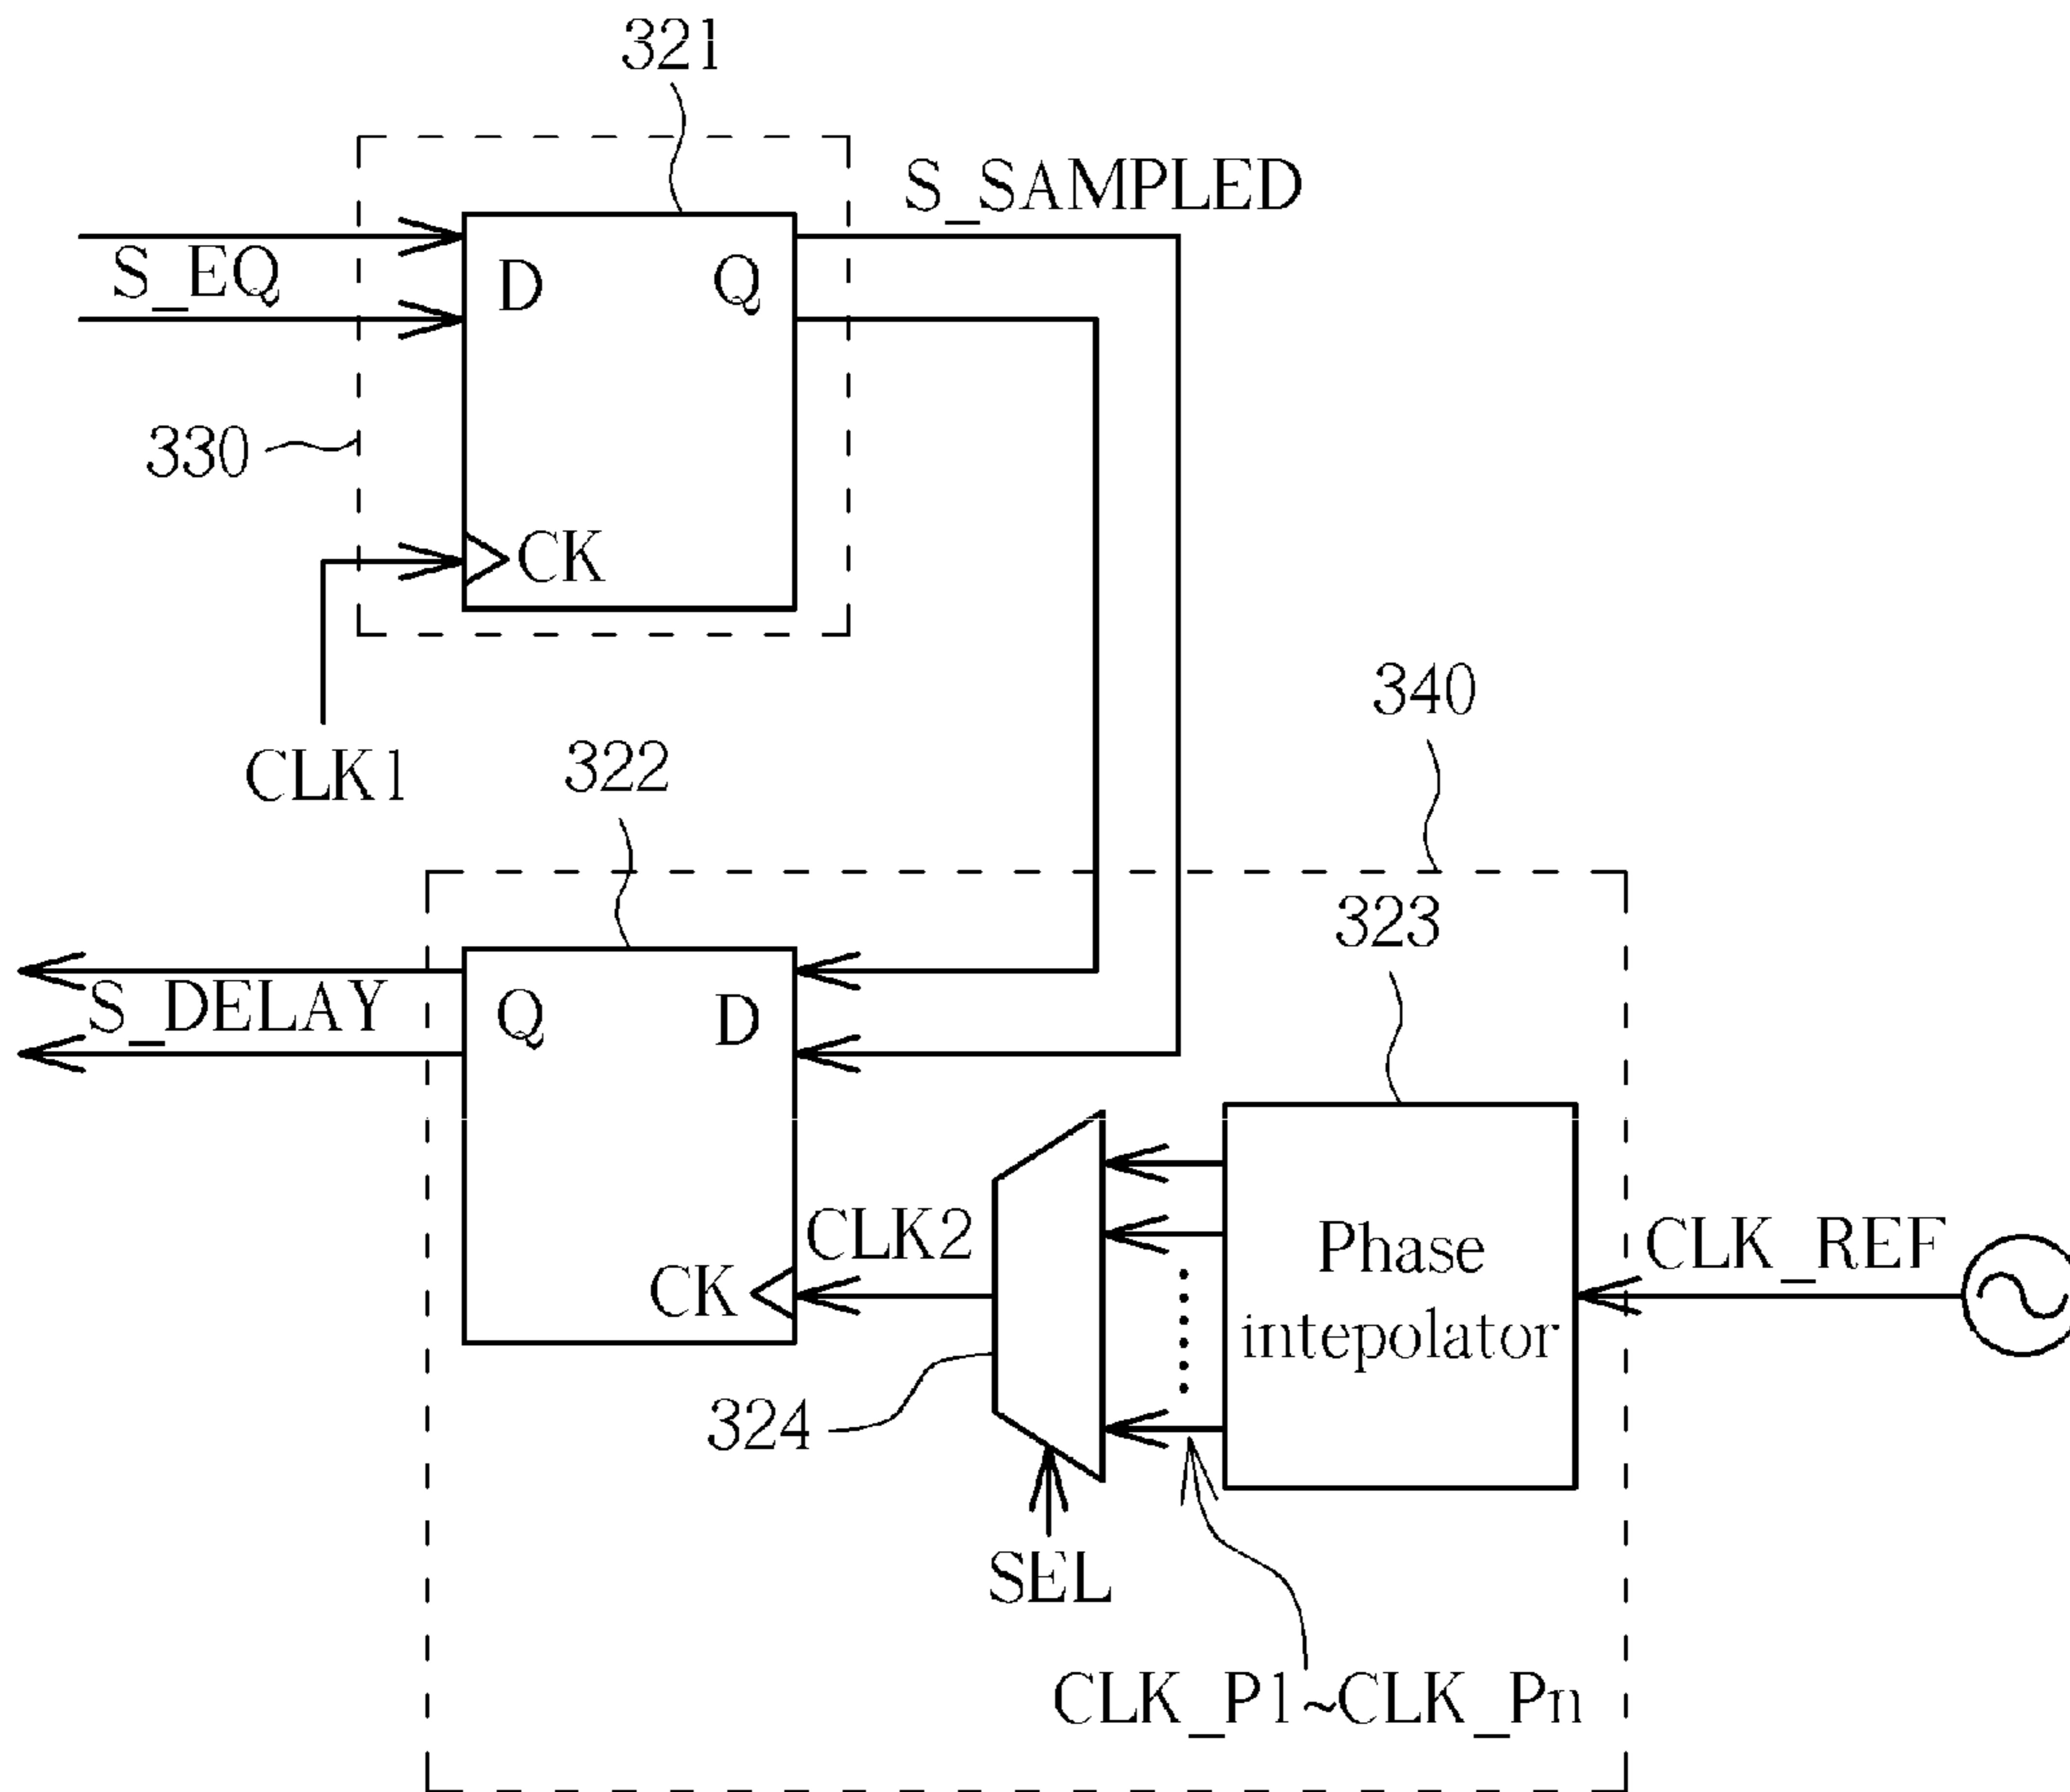 321
S_SAMPLED
S_EQ
D
Q
330
CK
CLK1
340
322
323
S_DELAY
Q
D
CLK2
CK
Phase
intepolator
CLK_REF
324
SEL
CLK_P1~CLK_Pn